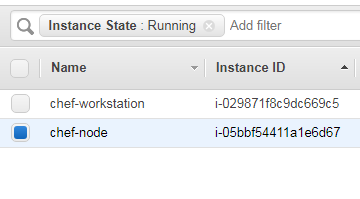 Instance State : Running Add filter
Name Instance ID
chef-workstation i-029871f8c9dc669c5
chef-node i-05bbf54411a1e6d67